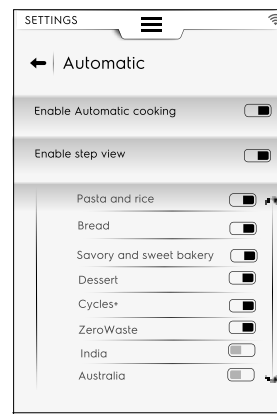 SETTINGS
Automatic
Enable Automatic cooking
Enable step view
Pasta and rice
Bread
Savory and sweet bakery
Dessert
Cycles+
ZeroWaste
India
Australia